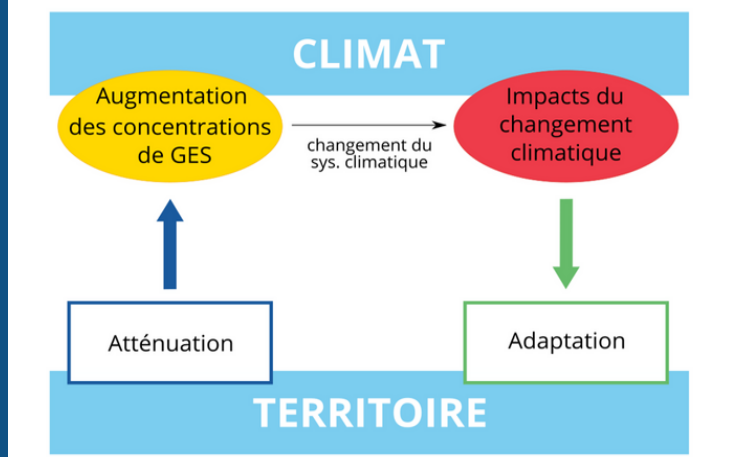 CLIMAT
Augmentation
des concentrations
de GES
changement du
sys. climatique
Impacts du
changement
climatique
Atténuation
Adaptation
TERRITOIRE